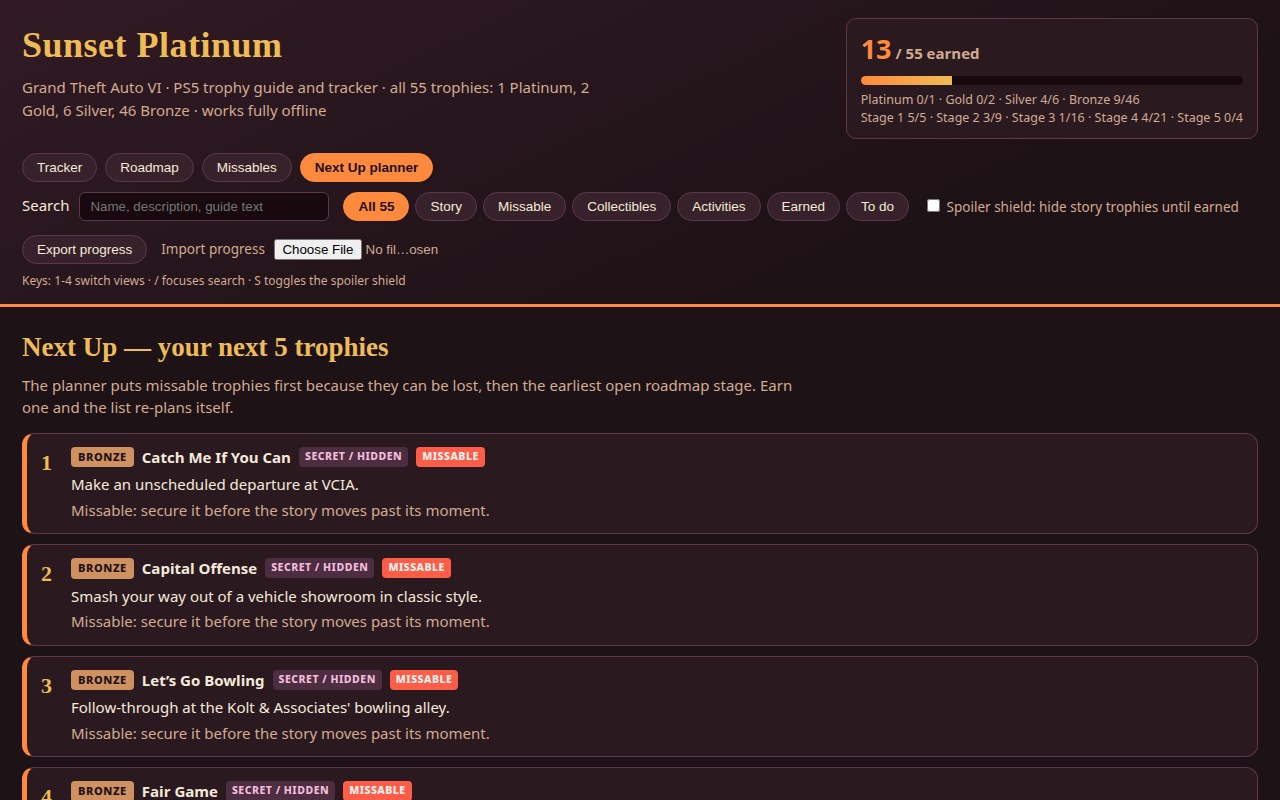 Sunset Platinum
Grand Theft Auto VI · PS5 trophy guide and tracker · all 55 trophies: 1 Platinum, 2
Gold, 6 Silver, 46 Bronze · works fully offline
13 / 55 earned
Platinum 0/1 · Gold 0/2 · Silver 4/6 · Bronze 9/46
Stage 1 5/5 · Stage 2 3/9 · Stage 3 1/16 · Stage 4 4/21 · Stage 5 0/4
Tracker Roadmap Missables Next Up planner
Search Name, description, guide text All 55 Story Missable Collectibles Activities Earned To do Spoiler shield: hide story trophies until earned
Export progress Import progress Choose File No fil…osen
Keys: 1-4 switch views · / focuses search · S toggles the spoiler shield
Next Up — your next 5 trophies
The planner puts missable trophies first because they can be lost, then the earliest open roadmap stage. Earn
one and the list re-plans itself.
1 BRONZE Catch Me If You Can SECRET / HIDDEN MISSABLE
Make an unscheduled departure at VCIA.
Missable: secure it before the story moves past its moment.
2 BRONZE Capital Offense SECRET / HIDDEN MISSABLE
Smash your way out of a vehicle showroom in classic style.
Missable: secure it before the story moves past its moment.
3 BRONZE Let’s Go Bowling SECRET / HIDDEN MISSABLE
Follow-through at the Kolt & Associates' bowling alley.
Missable: secure it before the story moves past its moment.
4 BRONZE Fair Game SECRET / HIDDEN MISSABLE